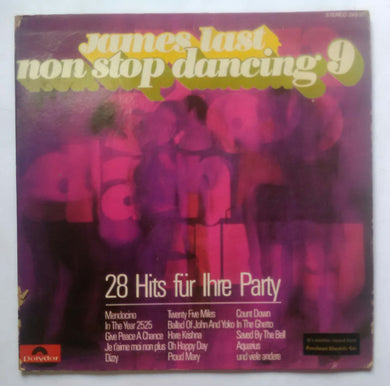 james last
non stop dancing 9
28 Hits für Ihre Party
Mendocino
In The Year 2525
Give Peace A Chance
Je t'aime moi non plus
Dizy
Twenty Five Miles
Ballad Of John And Yoko
Hare Krishna
Oh Happy Day
Proud Mary
Count Down
In The Ghetto
Saved By The Bell
Aquarius
und viele andere
Polydor